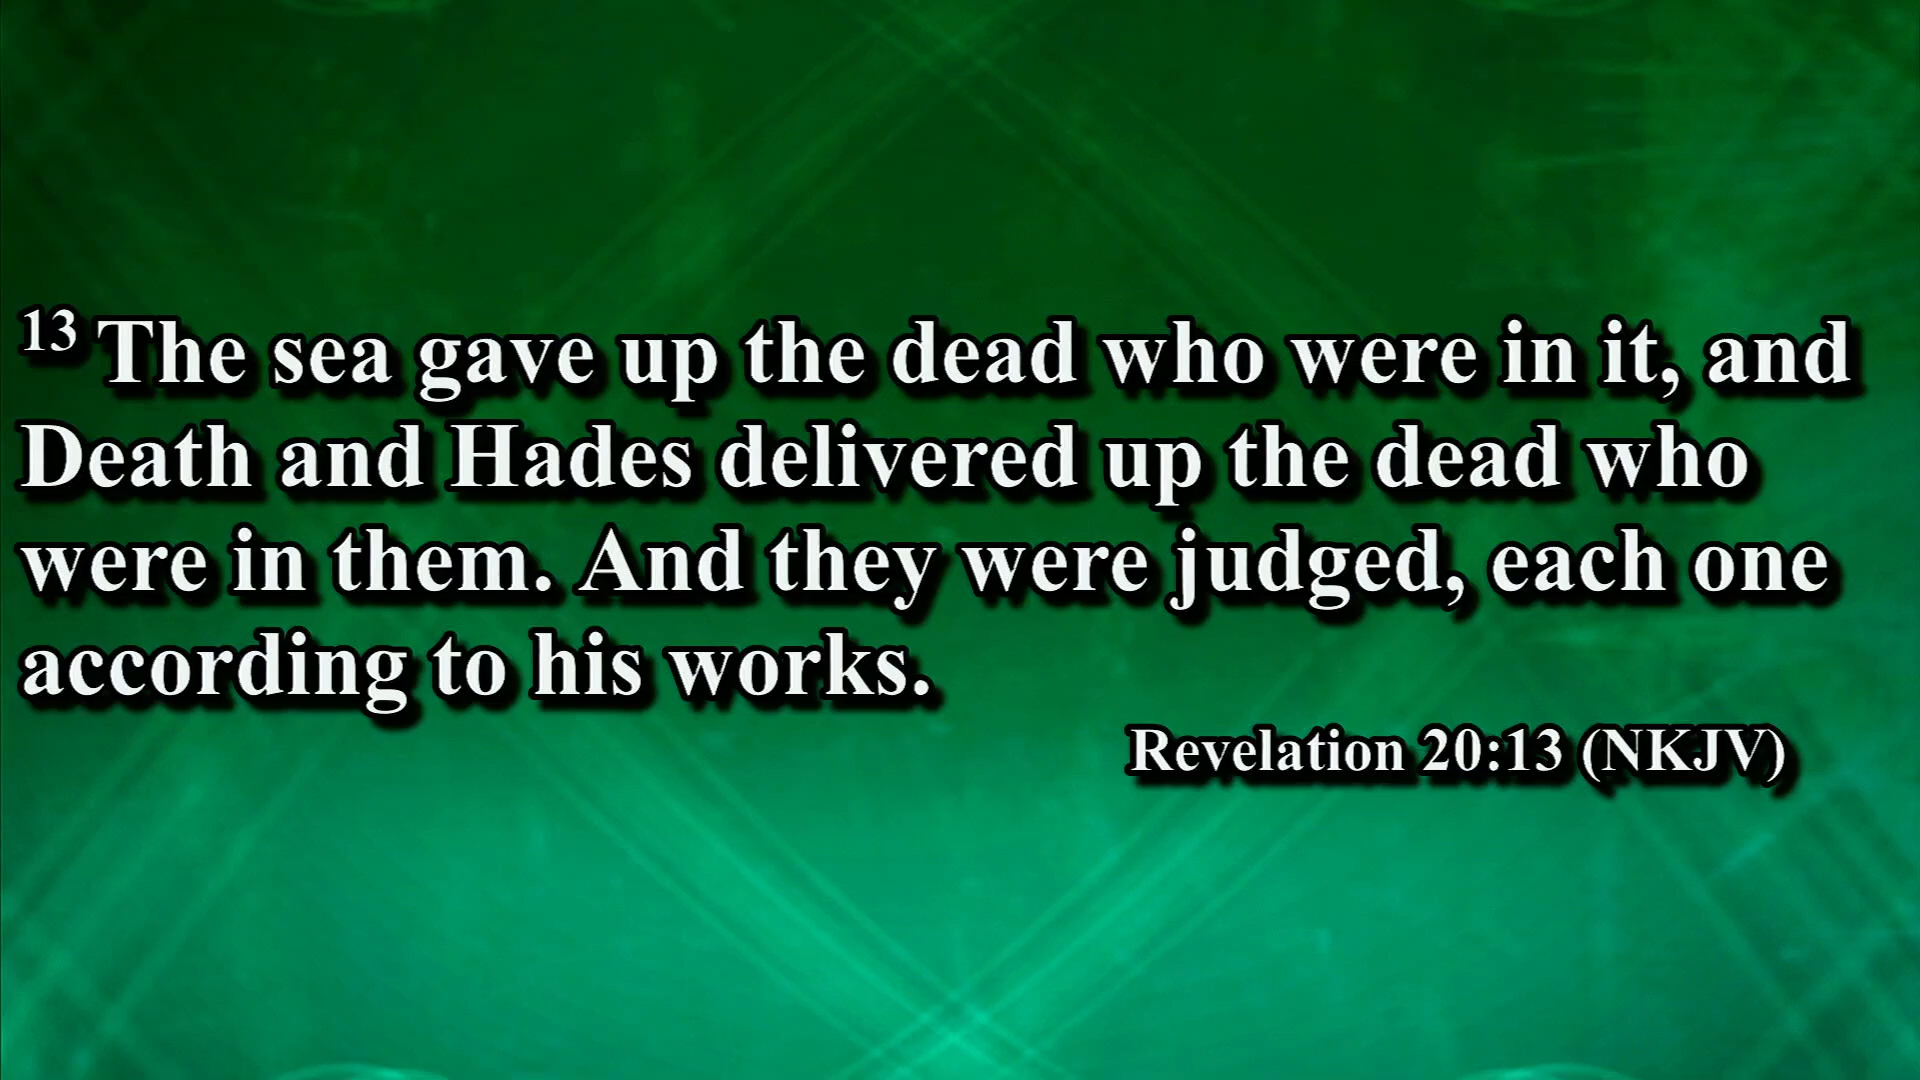 13 The sea gave up the dead who were in it, and
Death and Hades delivered up the dead who
were in them. And they were judged, each one
according to his works.
Revelation 20:13 (NKJV)